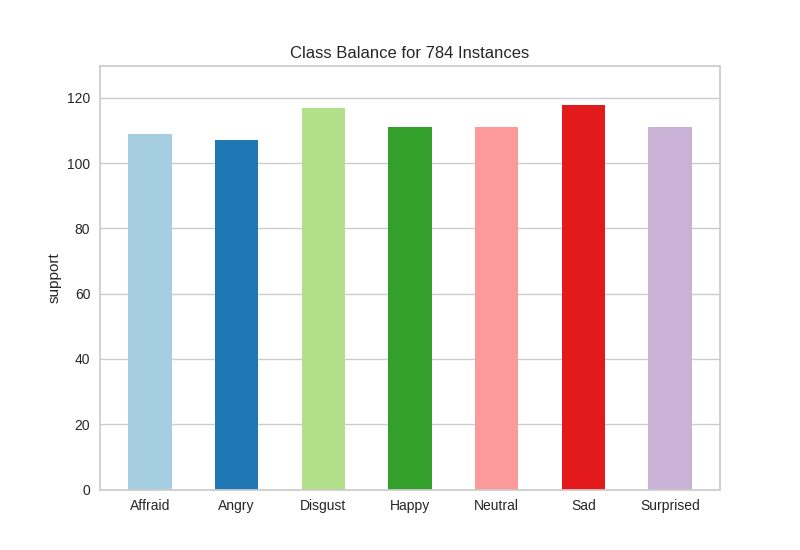 Class Balance for 784 Instances
support
120
100
80
60
40
20
0
Affraid Angry Disgust Happy Neutral Sad Surprised